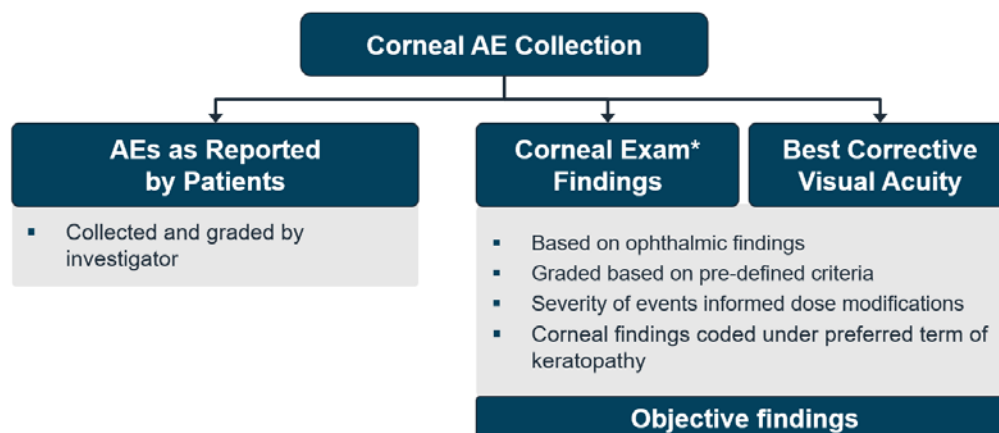 Corneal AE Collection
AEs as Reported
by Patients
▪ Collected and graded by
investigator
Corneal Exam*
Findings
Best Corrective
Visual Acuity
▪ Based on ophthalmic findings
▪ Graded based on pre-defined criteria
▪ Severity of events informed dose modifications
▪ Corneal findings coded under preferred term of
keratopathy
Objective findings